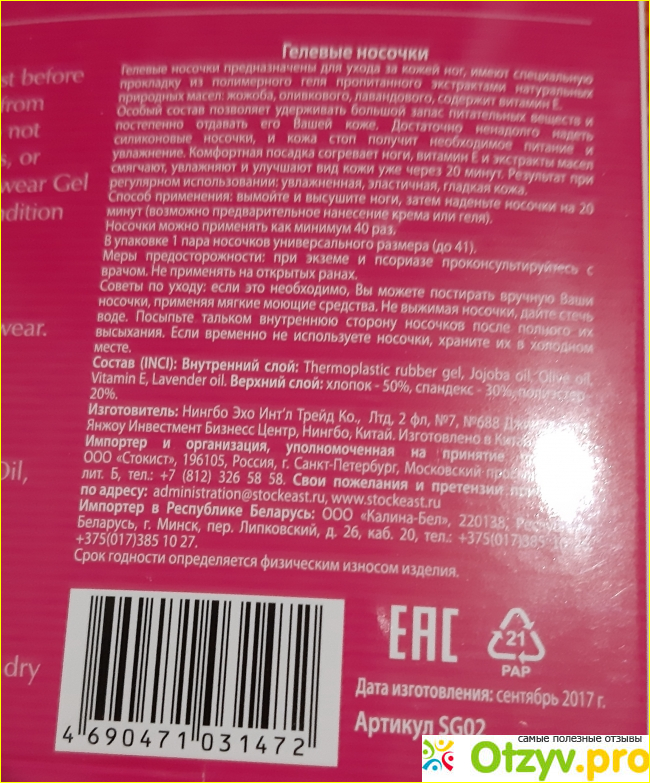 Гелевые носочки
Гелевые носочки предназначены для ухода за кожей ног, имеют специальную
прокладку из полимерного геля пропитанного экстрактами натуральных
природных масел: жожоба, оливкового, лавандового, содержит витамин Е.
Особый состав позволяет удерживать большой запас питательных веществ и
постепенно отдавать его Вашей коже. Достаточно ненадолго надеть
силиконовые носочки, и кожа стоп получит необходимое питание и
увлажнение. Комфортная посадка согревает ноги, витамин Е и экстракты масел
смягчают, увлажняют и улучшают вид кожи уже через 20 минут. Результат при
регулярном использовании: увлажненная, эластичная, гладкая кожа.
Способ применения: вымойте и высушите ноги, затем наденьте носочки на 20
минут (возможно предварительное нанесение крема или геля).
Носочки можно применять как минимум 40 раз.
В упаковке 1 пара носочков универсального размера (до 41).
Меры предосторожности: при экземе и псориазе проконсультируйтесь с
врачом. Не применять на открытых ранах.
Советы по уходу: если это необходимо, Вы можете постирать вручную Ваши
носочки, применяя мягкие моющие средства. Не выжимая носочки, дайте стечь
воде. Посыпьте тальком внутреннюю сторону носочков после полного их
высыхания. Если временно не используете носочки, храните их в холодном
месте.
Состав (INCI): Внутренний слой: Thermoplastic rubber gel, Jojoba oil, Olive oil,
Vitamin E, Lavender oil. Верхний слой: хлопок - 50%, спандекс - 30%, полиэстер
20%.
Изготовитель: Нингбо Эхо Инт'л Трейд Ко., Лтд, 2 фл, №7, №688
Янжоу Инвестмент Бизнесс Центр, Нингбо, Китай. Изготовлено в Китае
Импортер и организация, уполномоченная на принятие
ООО «Стокист», 196105, Россия, г. Санкт-Петербург, Московский
лит. Б, тел.: +7 (812) 326 58 58. Свои пожелания и претензии
по адресу: administration@stockeast.ru, www.stockeast.ru
Импортер в Республике Беларусь: ООО «Калина-Бел», 220138,
Беларусь, г. Минск, пер. Липковский, д. 26, каб. 20, тел.: +375(017)385
+375(017)385 10 27.
Срок годности определяется физическим износом изделия.
st before
from
not
s, or
wear Gel
ndition
wear.
Oil,
dry
4 690471 031472
EAC
21
PAP
Дата изготовления: сентябрь 2017 г.
Артикул SG02
самые полезные отзывы
Otzyv.pro